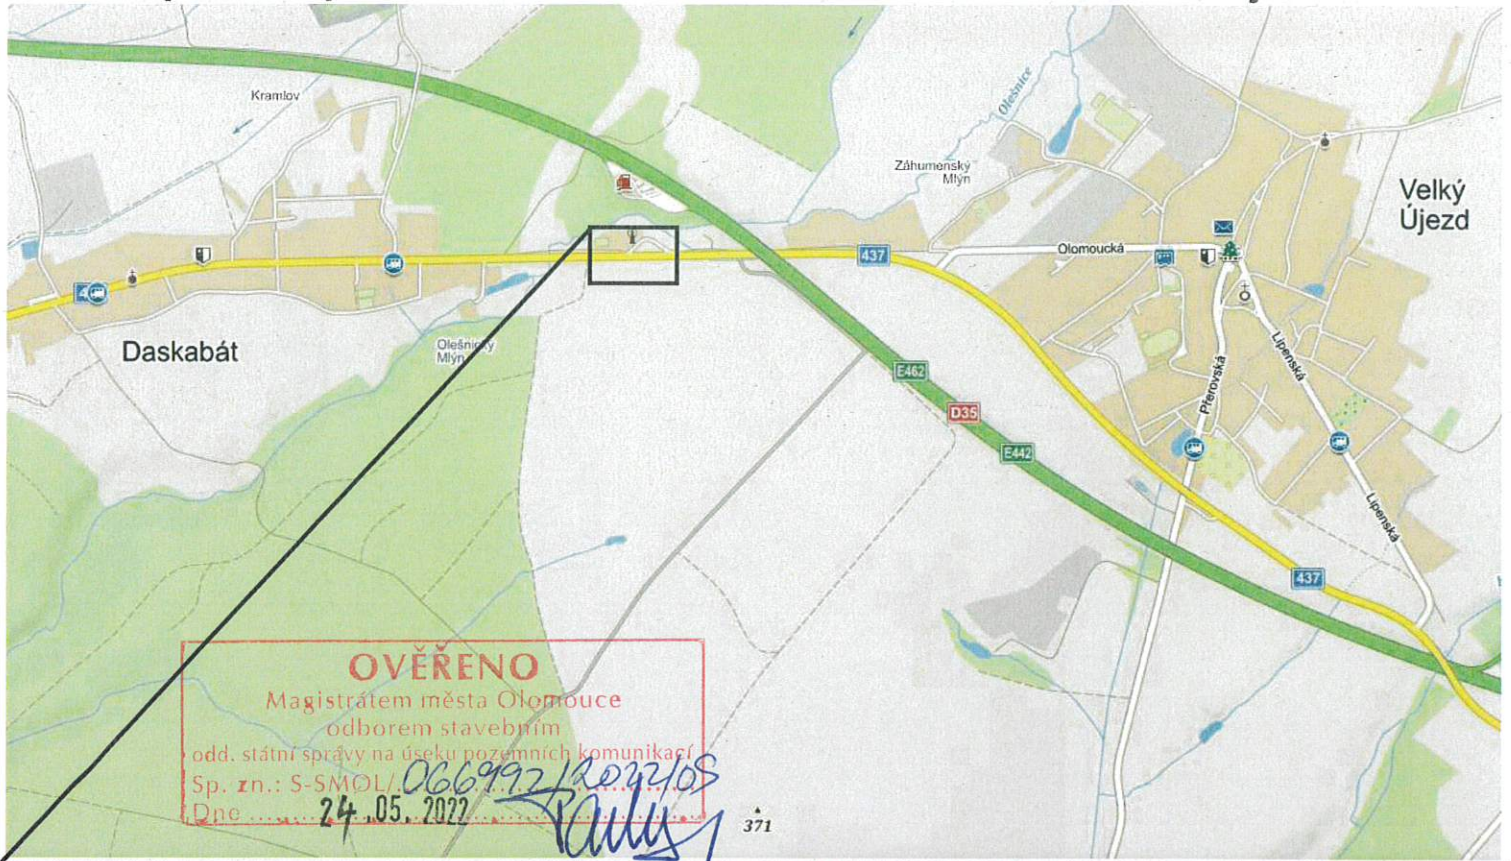 Kramlov
Olešnice
Záhumenský
Mlýn
Velký
Újezd
Olomoucká
437
Daskabát
Olešnický
Mlýn
E462
D35
E442
Přerovská
Lipenská
Lipenská
437
OVĚŘENO
Magistrátem města Olomouce
odborem stavebním
odd. státní správy na úseku pozemních komunikací
Sp. zn.: S-SMOL/066992/2022/OS
Dne 24.05.2022
371